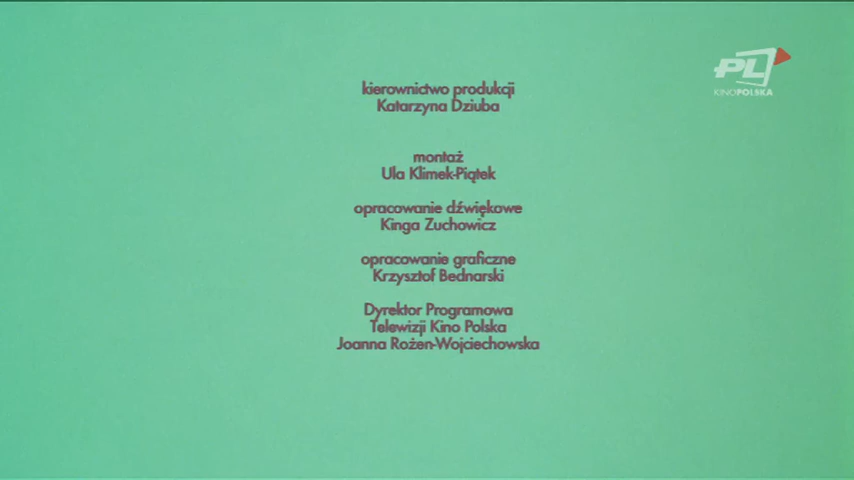 PL
KINOPOLSKA
kierownictwo produkcji
Katarzyna Dziuba
montaż
Ula Klimek-Piątek
opracowanie dźwiękowe
Kinga Zuchowicz
opracowanie graficzne
Krzysztof Bednarski
Dyrektor Programowa
Telewizji Kino Polska
Joanna Rożen-Wojciechowska